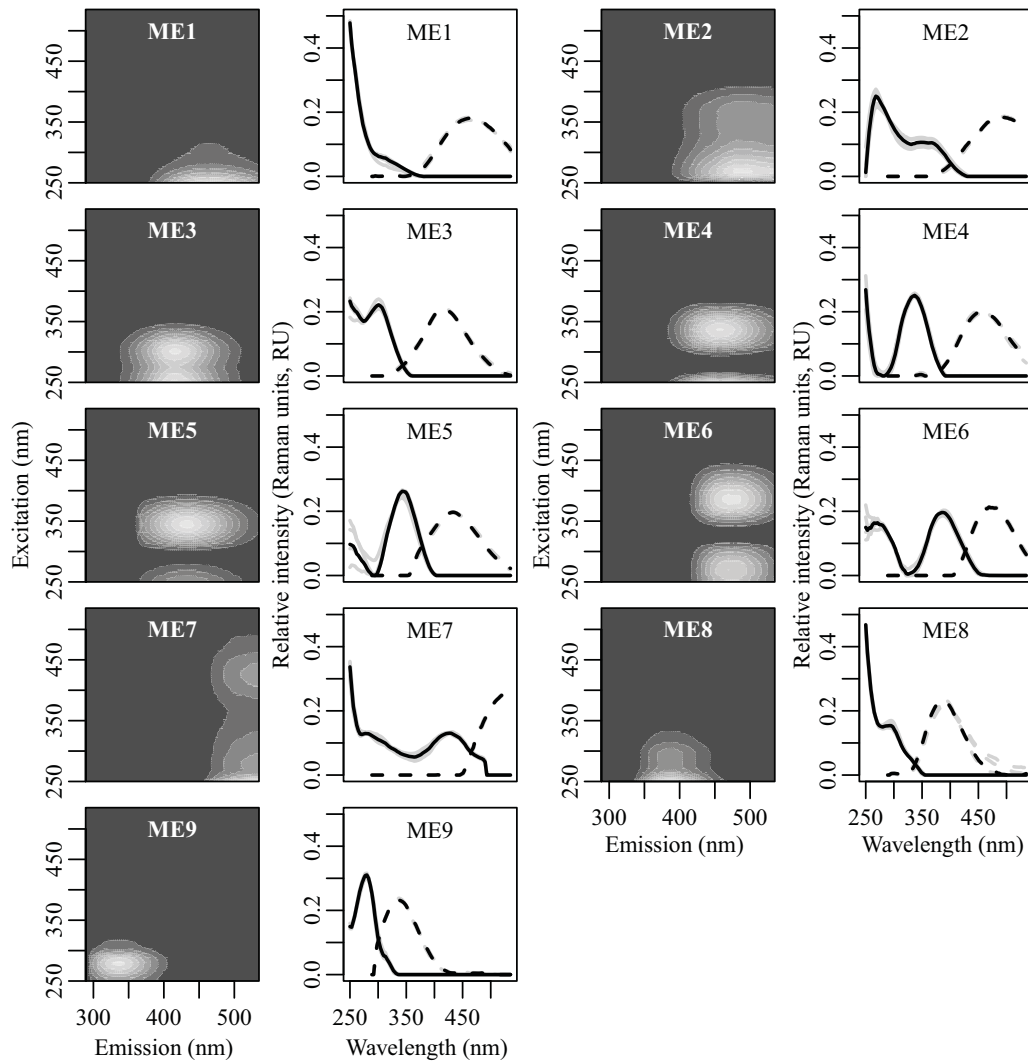 ME1 ME1 ME2 ME2
250 350 450 0.0 0.2 0.4 250 350 450 0.0 0.2 0.4
ME3 ME3 ME4 ME4
250 350 450 0.0 0.2 0.4 250 350 450 0.0 0.2 0.4
ME5 ME5 ME6 ME6
250 350 450 0.0 0.2 0.4 250 350 450 0.0 0.2 0.4
Excitation (nm) Relative intensity (Raman units, RU) Excitation (nm) Relative intensity (Raman units, RU)
ME7 ME7 ME8 ME8
250 350 450 0.0 0.2 0.4 250 350 450 0.0 0.2 0.4
300 400 500 250 350 450
Emission (nm) Wavelength (nm)
ME9 ME9
250 350 450 0.0 0.2 0.4
300 400 500 250 350 450
Emission (nm) Wavelength (nm)